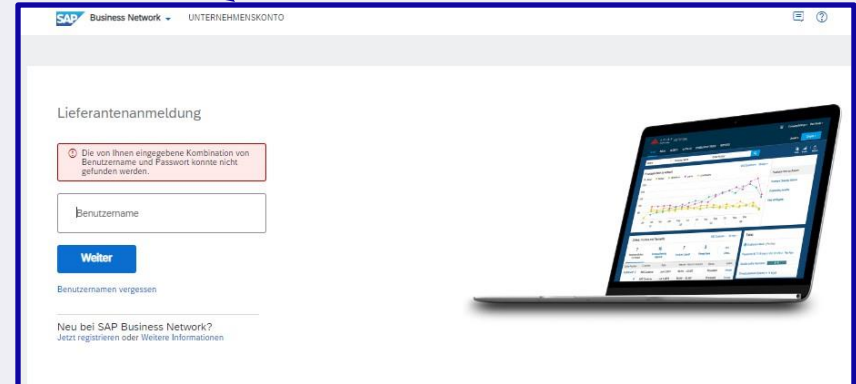 SAP Business Network UNTERNEHMENSKONTO
Lieferantenanmeldung
Die von Ihnen eingegebene Kombination von
Benutzername und Passwort konnte nicht
gefunden werden.
Benutzername
Weiter
Benutzernamen vergessen
Neu bei SAP Business Network?
Jetzt registrieren oder Weitere Informationen